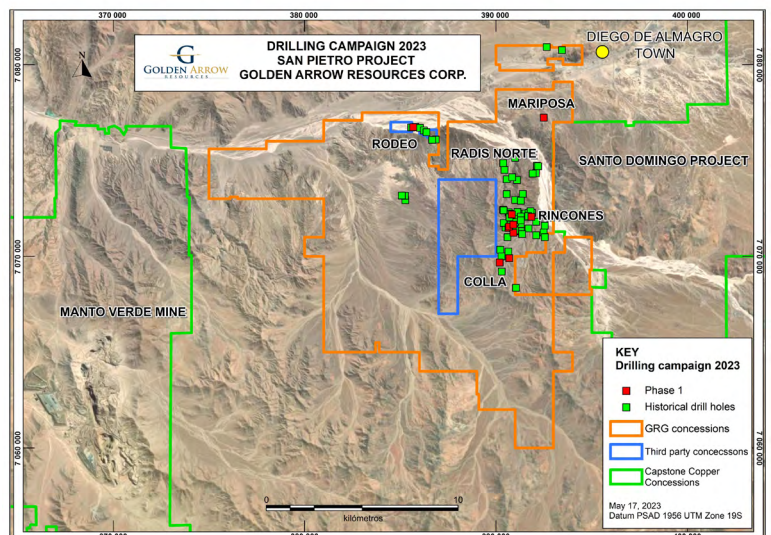 370 000
380 000
390 000
400 000
7 080 000
7 080 000
N
G
GOLDEN ARROW
RESOURCES
DRILLING CAMPAIGN 2023
SAN PIETRO PROJECT
GOLDEN ARROW RESOURCES CORP.
DIEGO DE ALMAGRO
TOWN
MARIPOSA
RODEO
RADIS NORTE
SANTO DOMINGO PROJECT
RINCONES
7 070 000
7 070 000
COLLA
MANTO VERDE MINE
KEY
Drilling campaign 2023
Phase 1
Historical drill holes
GRG concessions
Third party concessons
Capstone Copper
Concessions
May 17, 2023
Datum PSAD 1956 UTM Zone 19S
7 060 000
7 060 000
0
10
kilómetros